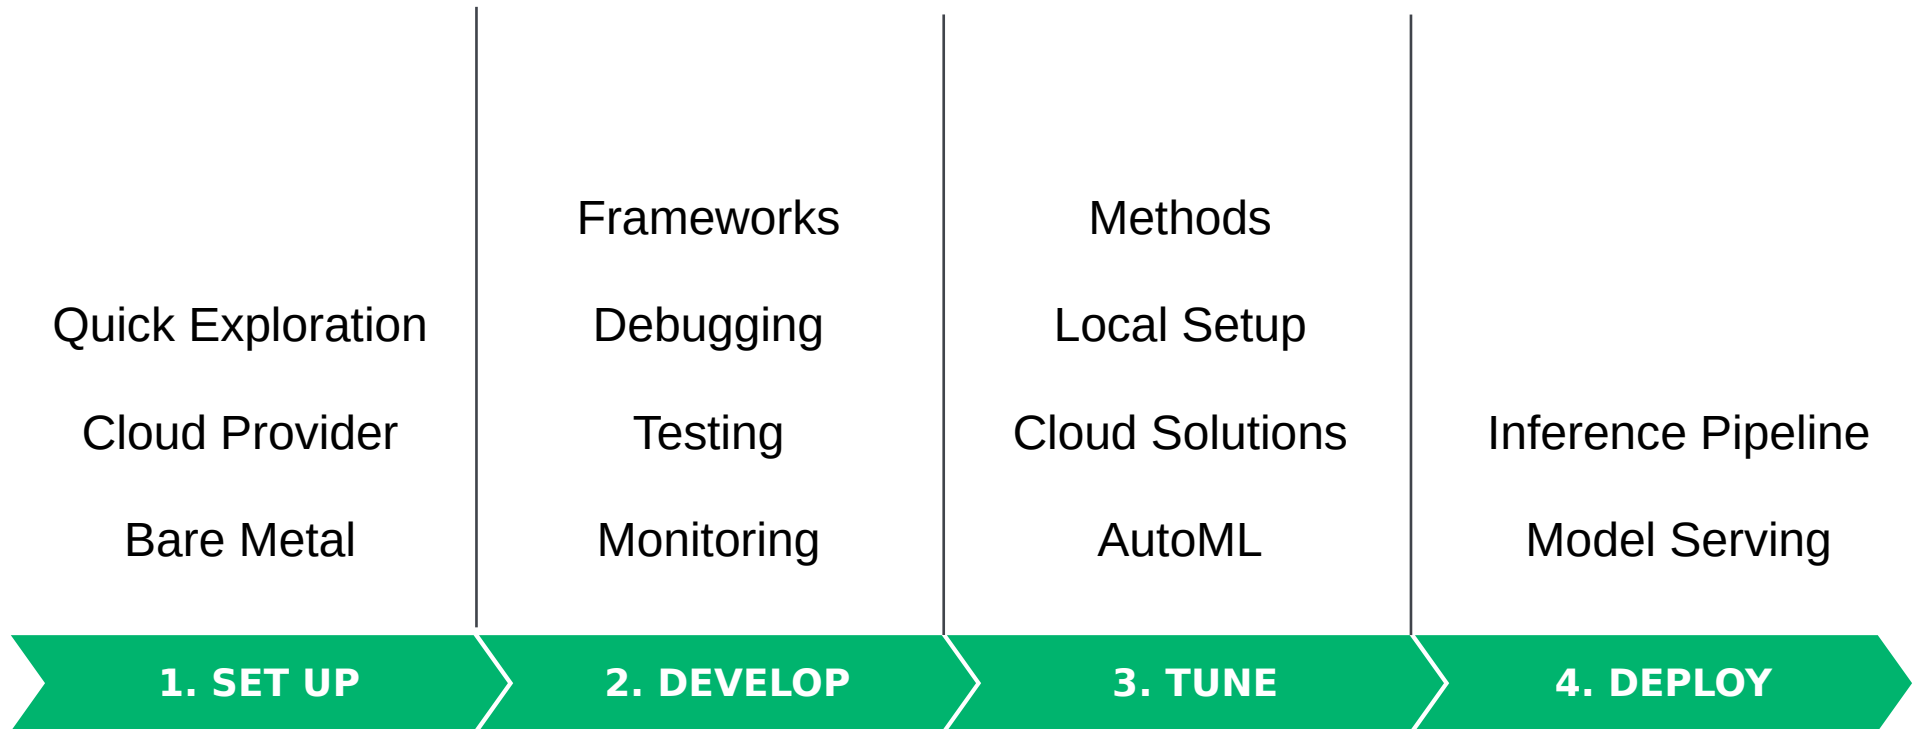 Quick Exploration
Cloud Provider
Bare Metal
1. SET UP
Frameworks
Debugging
Testing
Monitoring
2. DEVELOP
Methods
Local Setup
Cloud Solutions
AutoML
3. TUNE
Inference Pipeline
Model Serving
4. DEPLOY